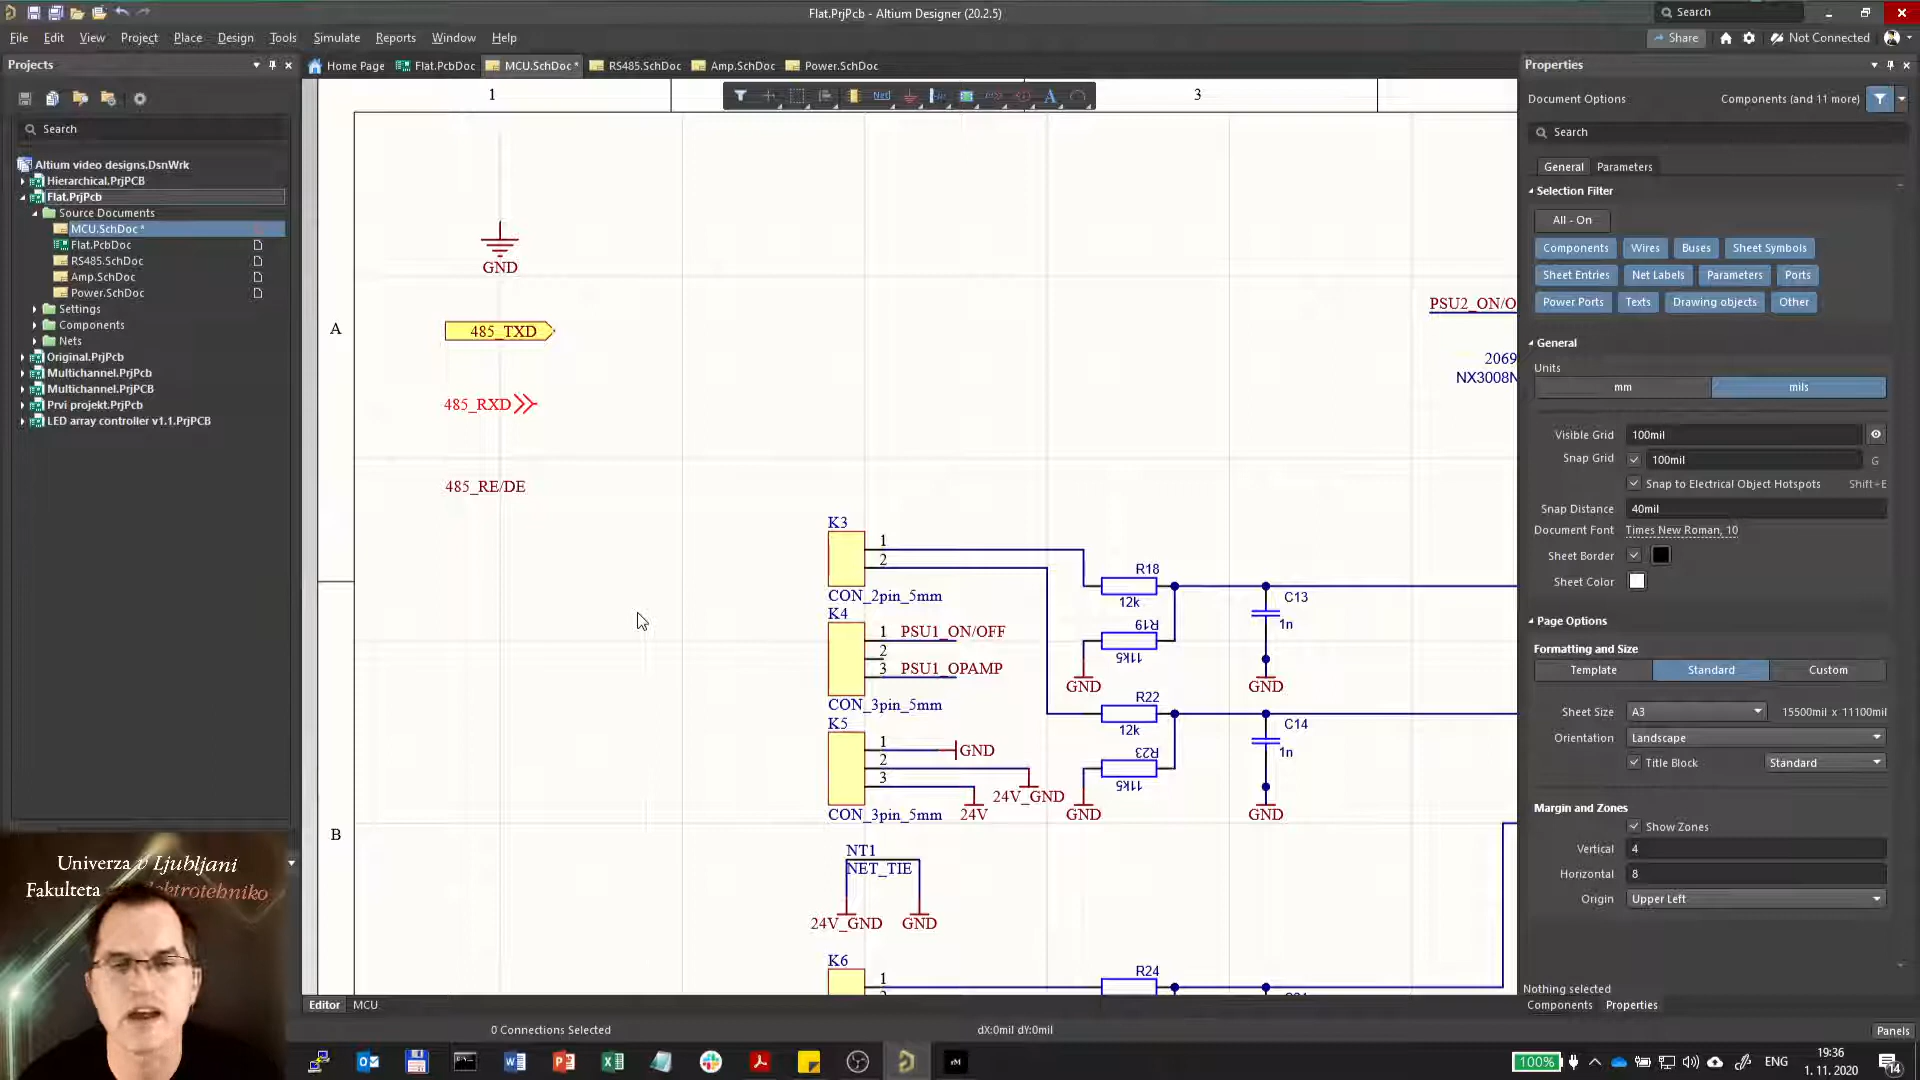 Flat.PrjPcb - Altium Designer (20.2.5)
Search
File Edit View Project Place Design Tools Simulate Reports Window Help
Share
Not Connected
Projects
Home Page
Flat.PcbDoc
MCU.SchDoc *
RS485.SchDoc
Amp.SchDoc
Power.SchDoc
Properties
Document Options
Components (and 11 more)
Search
Search
General Parameters
Altium video designs.DsnWrk
Hierarchical.PrjPCB
Flat.PrjPcb
Source Documents
MCU.SchDoc *
Flat.PcbDoc
RS485.SchDoc
Amp.SchDoc
Power.SchDoc
Settings
Components
Nets
Original.PrjPcb
Multichannel.PrjPcb
Multichannel.PrjPCB
Prvi projekt.PrjPcb
LED array controller v1.1.PrjPCB
1
3
A
B
GND
485_TXD
485_RXD
485_RE/DE
PSU2_ON/O
2069
NX3008N
K3
1
2
CON_2pin_5mm
K4
1 PSU1_ON/OFF
2
3 PSU1_OPAMP
CON_3pin_5mm
K5
1
GND
2
3
24V_GND
24V
CON_3pin_5mm
R18
12k
R19
11K5
GND
C13
1n
GND
R22
12k
R23
11K5
GND
C14
1n
GND
NT1
NET_TIE
24V_GND
GND
K6
1
R24
Selection Filter
All - On
Components Wires Buses Sheet Symbols
Sheet Entries Net Labels Parameters Ports
Power Ports Texts Drawing objects Other
General
Units
mm
mils
Visible Grid 100mil
Snap Grid 100mil G
Snap to Electrical Object Hotspots Shift+E
Snap Distance 40mil
Document Font Times New Roman, 10
Sheet Border
Sheet Color
Page Options
Formatting and Size
Template Standard Custom
Sheet Size A3 15500mil x 11100mil
Orientation Landscape
Title Block Standard
Margin and Zones
Show Zones
Vertical 4
Horizontal 8
Origin Upper Left
Nothing selected
Components Properties
Univerza v Ljubljani
Fakulteta
Editor MCU
0 Connections Selected
dX:0mil dY:0mil
Panels
100%
ENG
19:36
1. 11. 2020
14